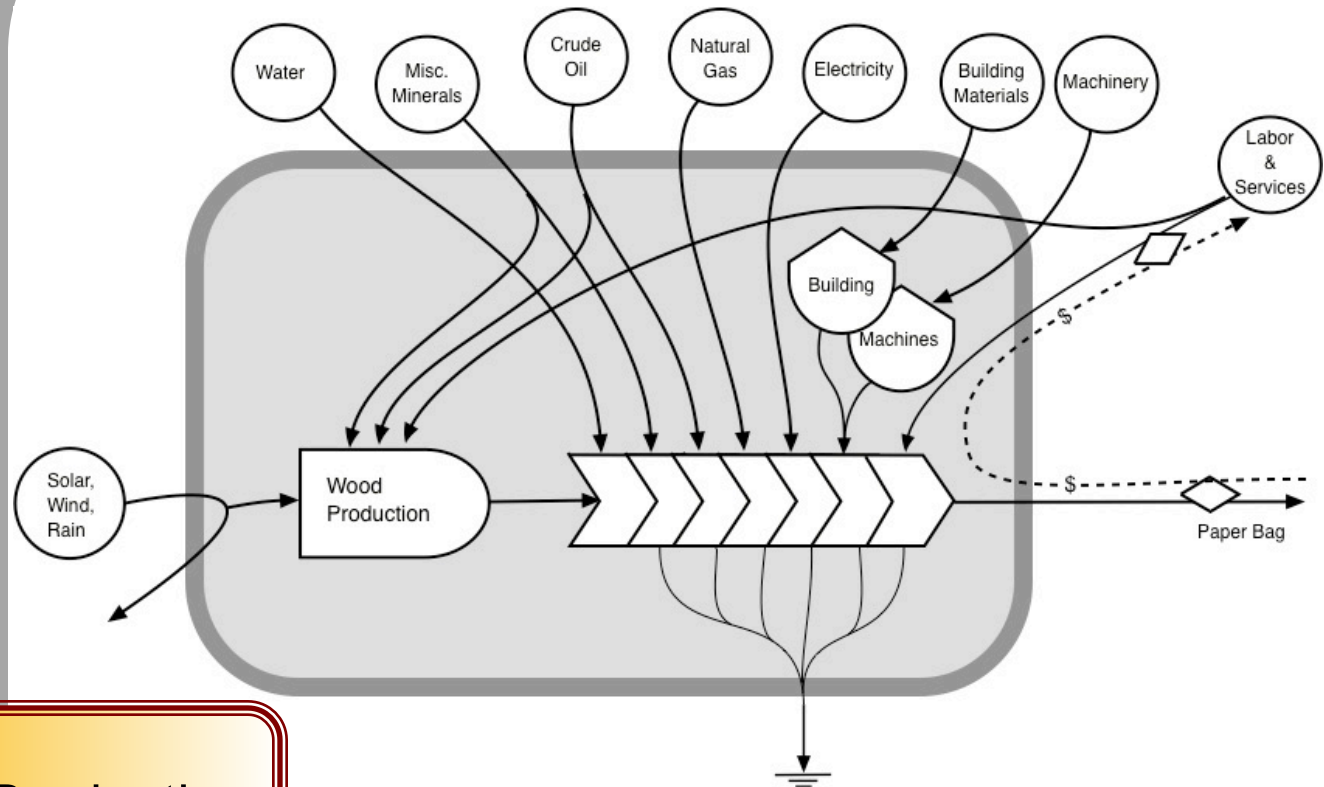 Water
Misc.
Minerals
Crude
Oil
Natural
Gas
Electricity
Building
Materials
Machinery
Labor
&
Services
Building
Machines
$
Solar,
Wind,
Rain
Wood
Production
$
Paper Bag